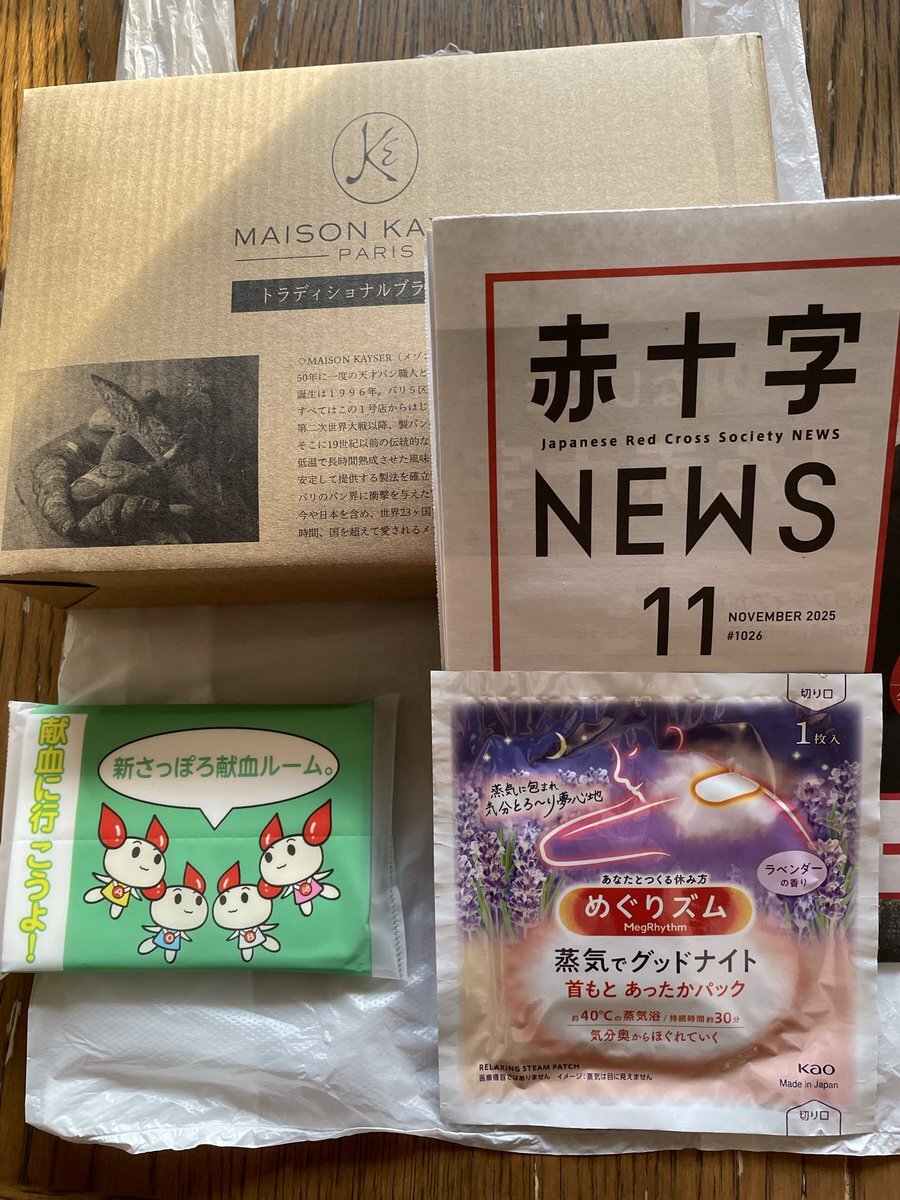 Kε
MAISON KA
PARIS
トラディショナルブラ
◇MAISON KAYSER（メゾン
50年に一度の天才パン職人と
誕生は１９９６年。パリ５区
すべてはこの１号店からはじ
第二次世界大戦以降、製パン
そこに19世紀以前の伝統的な
低温で長時間熟成させた風味
安定して提供する製法を確立
パリのパン界に衝撃を与えた
今や日本を含め、世界23ヶ国
時間、国を超えて愛されるメ
赤十字
Japanese Red Cross Society NEWS
NEWS
11
NOVEMBER 2025
#1026
献血に行こうよ！
新さっぽろ献血ルーム。
切り口
1枚入
蒸気に包まれ
気分とろ〜り夢心地
ラベンダー
の香り
あなたとつくる休み方
めぐりズム
MegRhythm
蒸気でグッドナイト
首もと あったかパック
約40℃の蒸気浴/持続時間約30分
気分奥からほぐれていく
RELAXING STEAM PATCH
医療機器ではありません イメージ:蒸気は目に見えません
Kao
Made in Japan
切り口